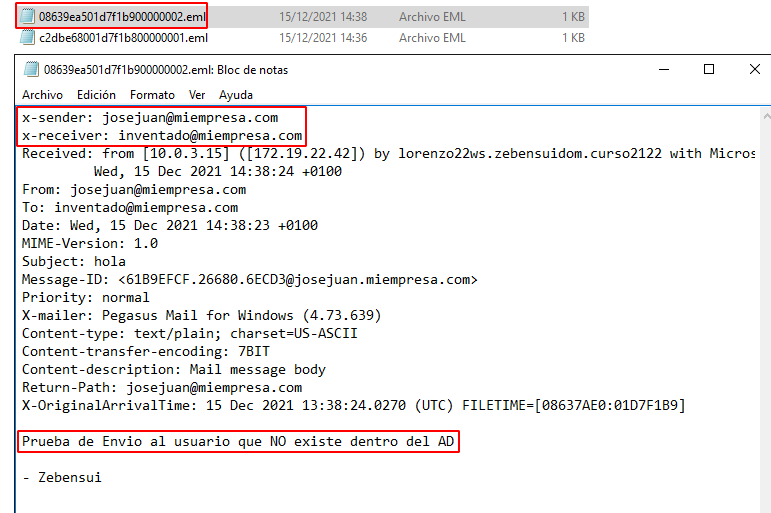 08639ea501d7f1b900000002.eml 15/12/2021 14:38 Archivo EML 1 KB
c2dbe68001d7f1b800000001.eml 15/12/2021 14:36 Archivo EML 1 KB
08639ea501d7f1b900000002.eml: Bloc de notas
Archivo Edición Formato Ver Ayuda
x-sender: josejuan@miempresa.com
x-receiver: inventado@miempresa.com
Received: from [10.0.3.15] ([172.19.22.42]) by lorenzo22ws.zebensuidom.curso2122 with Micros
Wed, 15 Dec 2021 14:38:24 +0100
From: josejuan@miempresa.com
To: inventado@miempresa.com
Date: Wed, 15 Dec 2021 14:38:23 +0100
MIME-Version: 1.0
Subject: hola
Message-ID: <61B9EFCF.26680.6ECD3@josejuan.miempresa.com>
Priority: normal
X-mailer: Pegasus Mail for Windows (4.73.639)
Content-type: text/plain; charset=US-ASCII
Content-transfer-encoding: 7BIT
Content-description: Mail message body
Return-Path: josejuan@miempresa.com
X-OriginalArrivalTime: 15 Dec 2021 13:38:24.0270 (UTC) FILETIME=[08637AE0:01D7F1B9]
Prueba de Envio al usuario que NO existe dentro del AD
- Zebensui